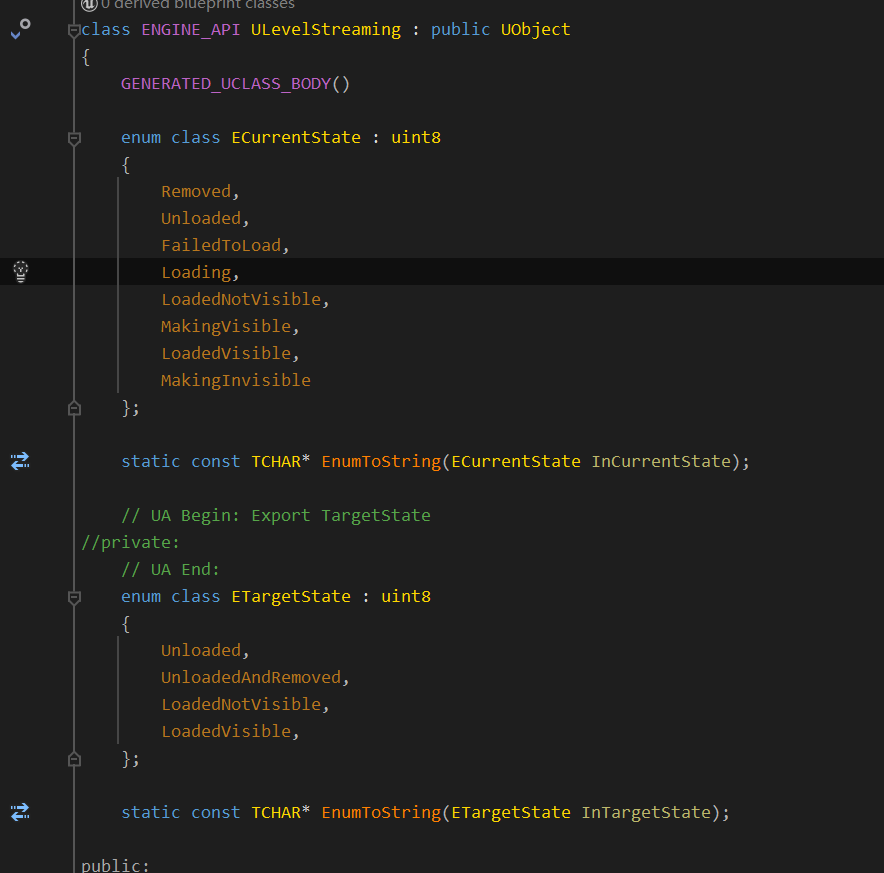 0 derived blueprint classes
class ENGINE_API ULevelStreaming : public UObject
{
    GENERATED_UCLASS_BODY()

    enum class ECurrentState : uint8
    {
        Removed,
        Unloaded,
        FailedToLoad,
        Loading,
        LoadedNotVisible,
        MakingVisible,
        LoadedVisible,
        MakingInvisible
    };

    static const TCHAR* EnumToString(ECurrentState InCurrentState);

    // UA Begin: Export TargetState
//private:
    // UA End:
    enum class ETargetState : uint8
    {
        Unloaded,
        UnloadedAndRemoved,
        LoadedNotVisible,
        LoadedVisible,
    };

    static const TCHAR* EnumToString(ETargetState InTargetState);

public: